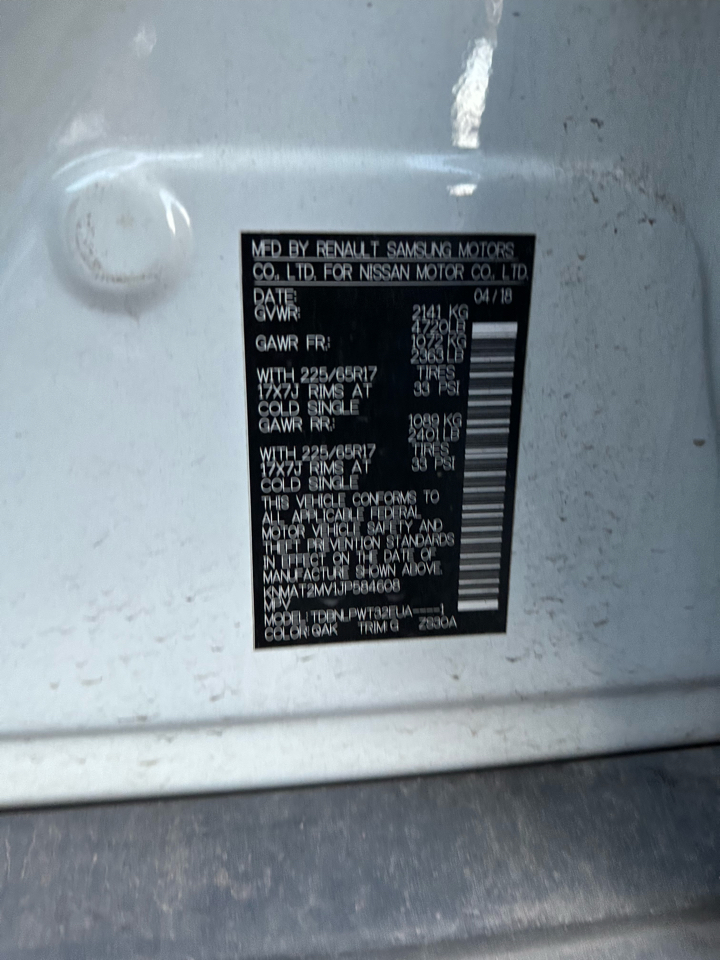 MFD BY RENAULT SAMSUNG MOTORS
CO., LTD. FOR NISSAN MOTOR CO., LTD.
DATE: 04/18
GVWR: 2141 KG
4720LB
GAWR FR.: 1072 KG
2363 LB
WITH 225/65R17 TIRES
17X7J RIMS AT 33 PSI
COLD SINGLE
GAWR RR.: 1089 KG
2401 LB
WITH 225/65R17 TIRES
17X7J RIMS AT 33 PSI
COLD SINGLE
THIS VEHICLE CONFORMS TO
ALL APPLICABLE FEDERAL
MOTOR VEHICLE SAFETY AND
THEFT PREVENTION STANDARDS
IN EFFECT ON THE DATE OF
MANUFACTURE SHOWN ABOVE.
KNMAT2MV1JP584608
MPV
MODEL: TDBNLPWT32EUA----1
COLOR: QAK TRIM: G ZS30A